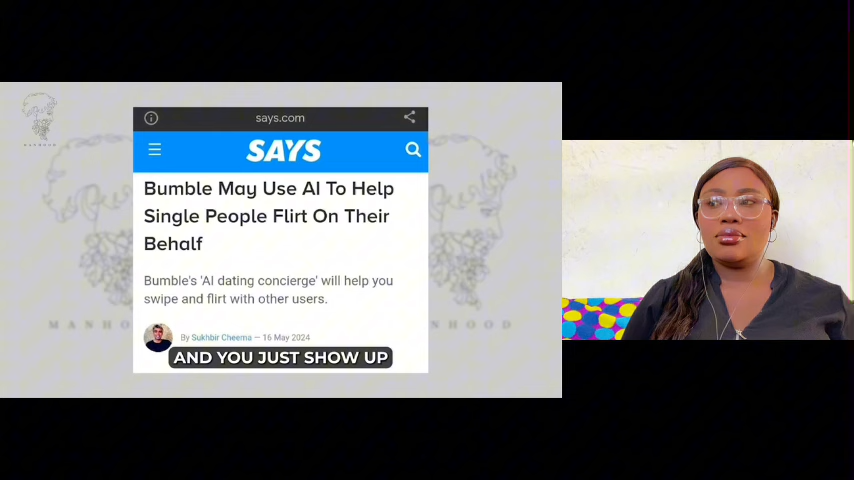 says.com
SAYS
Bumble May Use AI To Help
Single People Flirt On Their
Behalf
Bumble's 'AI dating concierge' will help you
swipe and flirt with other users.
By Sukhbir Cheema — 16 May 2024
AND YOU JUST SHOW UP
MANHOOD